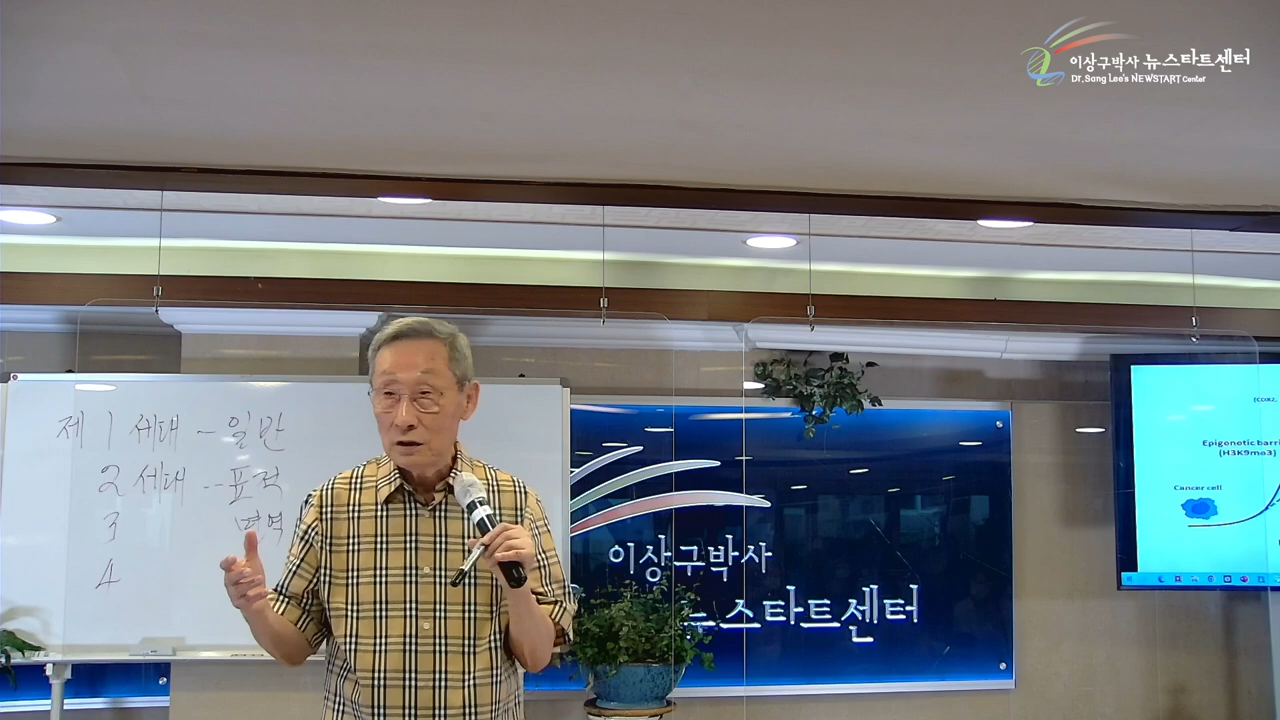 이상구박사 뉴스타트센터
Dr. Sang Lee's NEWSTART Center
제 1 세대 - 일반
2 세대 -- 표적
3 면역
4
이상구박사
뉴스타트센터
Epigenetic barri
(H3K9me3)
Cancer cell